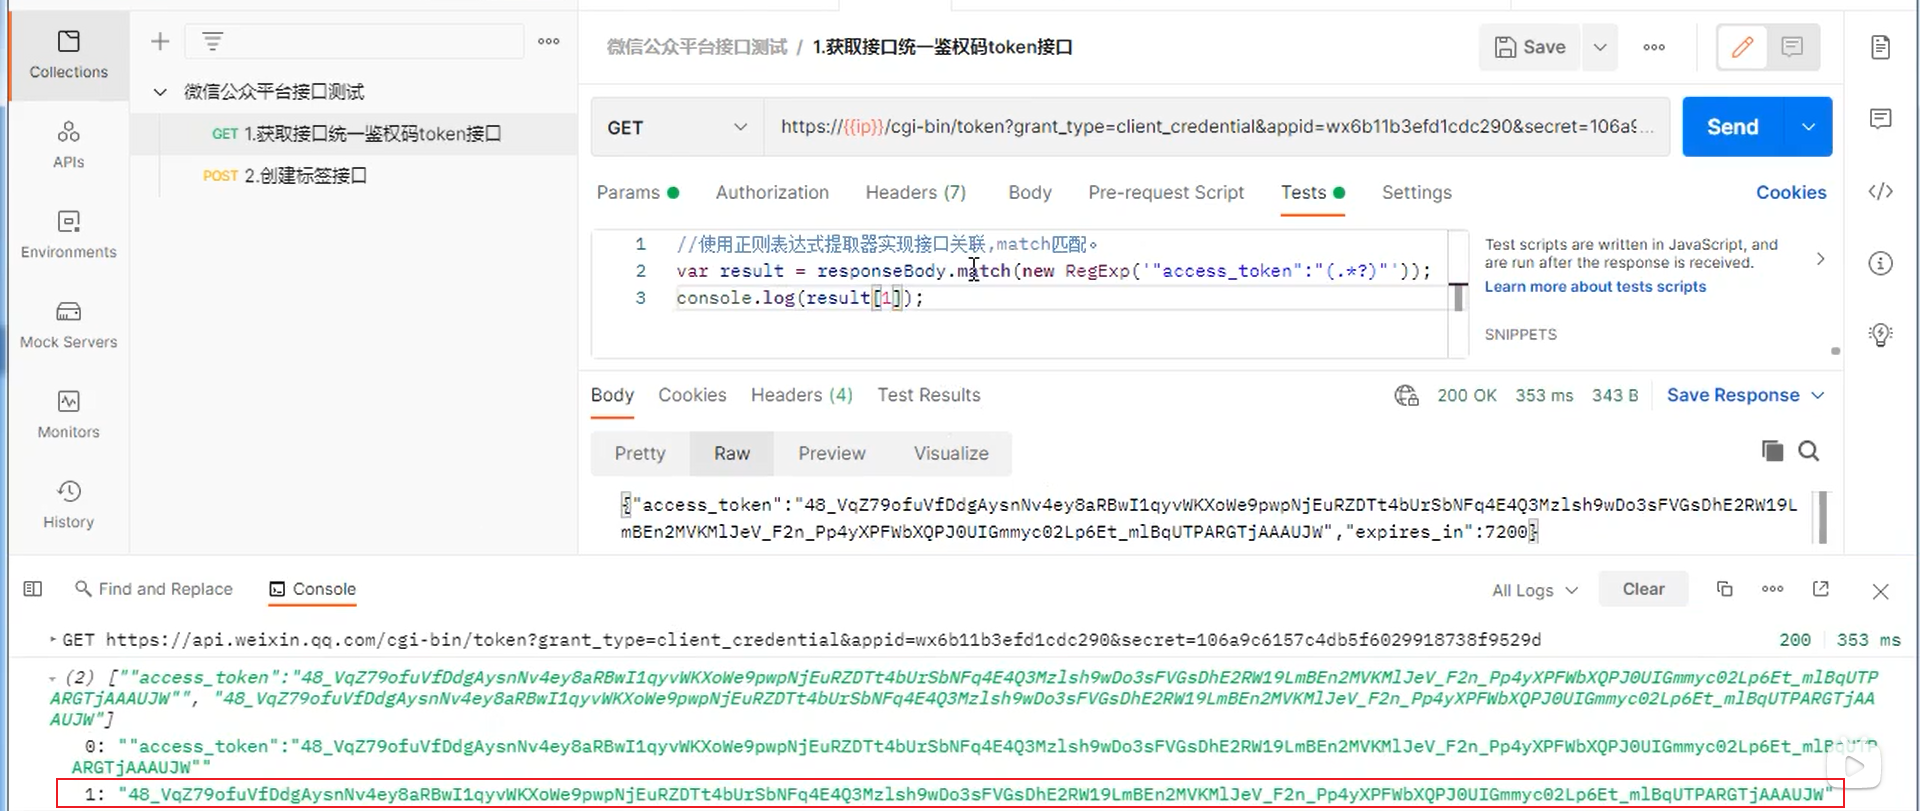 Collections
微信公众平台接口测试 / 1.获取接口统一鉴权码token接口
Save
微信公众平台接口测试
GET 1.获取接口统一鉴权码token接口
POST 2.创建标签接口
APIs
Environments
Mock Servers
Monitors
History
GET
https://{{ip}}/cgi-bin/token?grant_type=client_credential&appid=wx6b11b3efd1cdc290&secret=106a9...
Send
Params
Authorization
Headers (7)
Body
Pre-request Script
Tests
Settings
Cookies
1 //使用正则表达式提取器实现接口关联,match匹配。
2 var result = responseBody.match(new RegExp('"access_token":"(.*?)"'));
3 console.log(result[1]);
Test scripts are written in JavaScript, and
are run after the response is received.
Learn more about tests scripts
SNIPPETS
Body
Cookies
Headers (4)
Test Results
200 OK
353 ms
343 B
Save Response
Pretty
Raw
Preview
Visualize
{"access_token":"48_VqZ79ofuVfDdgAysnNv4ey8aRBwI1qyvWKXoWe9pwpNjEuRZDTt4bUrSbNFq4E4Q3Mzlsh9wDo3sFVGsDhE2RW19L
mBEn2MVKMlJeV_F2n_Pp4yXPFWbXQPJ0UIGmmyc02Lp6Et_mlBqUTPARGTjAAAUJW","expires_in":7200}
Find and Replace
Console
All Logs
Clear
GET https://api.weixin.qq.com/cgi-bin/token?grant_type=client_credential&appid=wx6b11b3efd1cdc290&secret=106a9c6157c4db5f6029918738f9529d
200
353 ms
(2) [""access_token":"48_VqZ79ofuVfDdgAysnNv4ey8aRBwI1qyvWKXoWe9pwpNjEuRZDTt4bUrSbNFq4E4Q3Mzlsh9wDo3sFVGsDhE2RW19LmBEn2MVKMlJeV_F2n_Pp4yXPFWbXQPJ0UIGmmyc02Lp6Et_mlBqUTP
ARGTjAAAUJW"", "48_VqZ79ofuVfDdgAysnNv4ey8aRBwI1qyvWKXoWe9pwpNjEuRZDTt4bUrSbNFq4E4Q3Mzlsh9wDo3sFVGsDhE2RW19LmBEn2MVKMlJeV_F2n_Pp4yXPFWbXQPJ0UIGmmyc02Lp6Et_mlBqUTPARGTjAA
AUJW"]
0: ""access_token":"48_VqZ79ofuVfDdgAysnNv4ey8aRBwI1qyvWKXoWe9pwpNjEuRZDTt4bUrSbNFq4E4Q3Mzlsh9wDo3sFVGsDhE2RW19LmBEn2MVKMlJeV_F2n_Pp4yXPFWbXQPJ0UIGmmyc02Lp6Et_mlBqUTP
ARGTjAAAUJW""
1: "48_VqZ79ofuVfDdgAysnNv4ey8aRBwI1qyvWKXoWe9pwpNjEuRZDTt4bUrSbNFq4E4Q3Mzlsh9wDo3sFVGsDhE2RW19LmBEn2MVKMlJeV_F2n_Pp4yXPFWbXQPJ0UIGmmyc02Lp6Et_mlBqUTPARGTjAAAUJW"